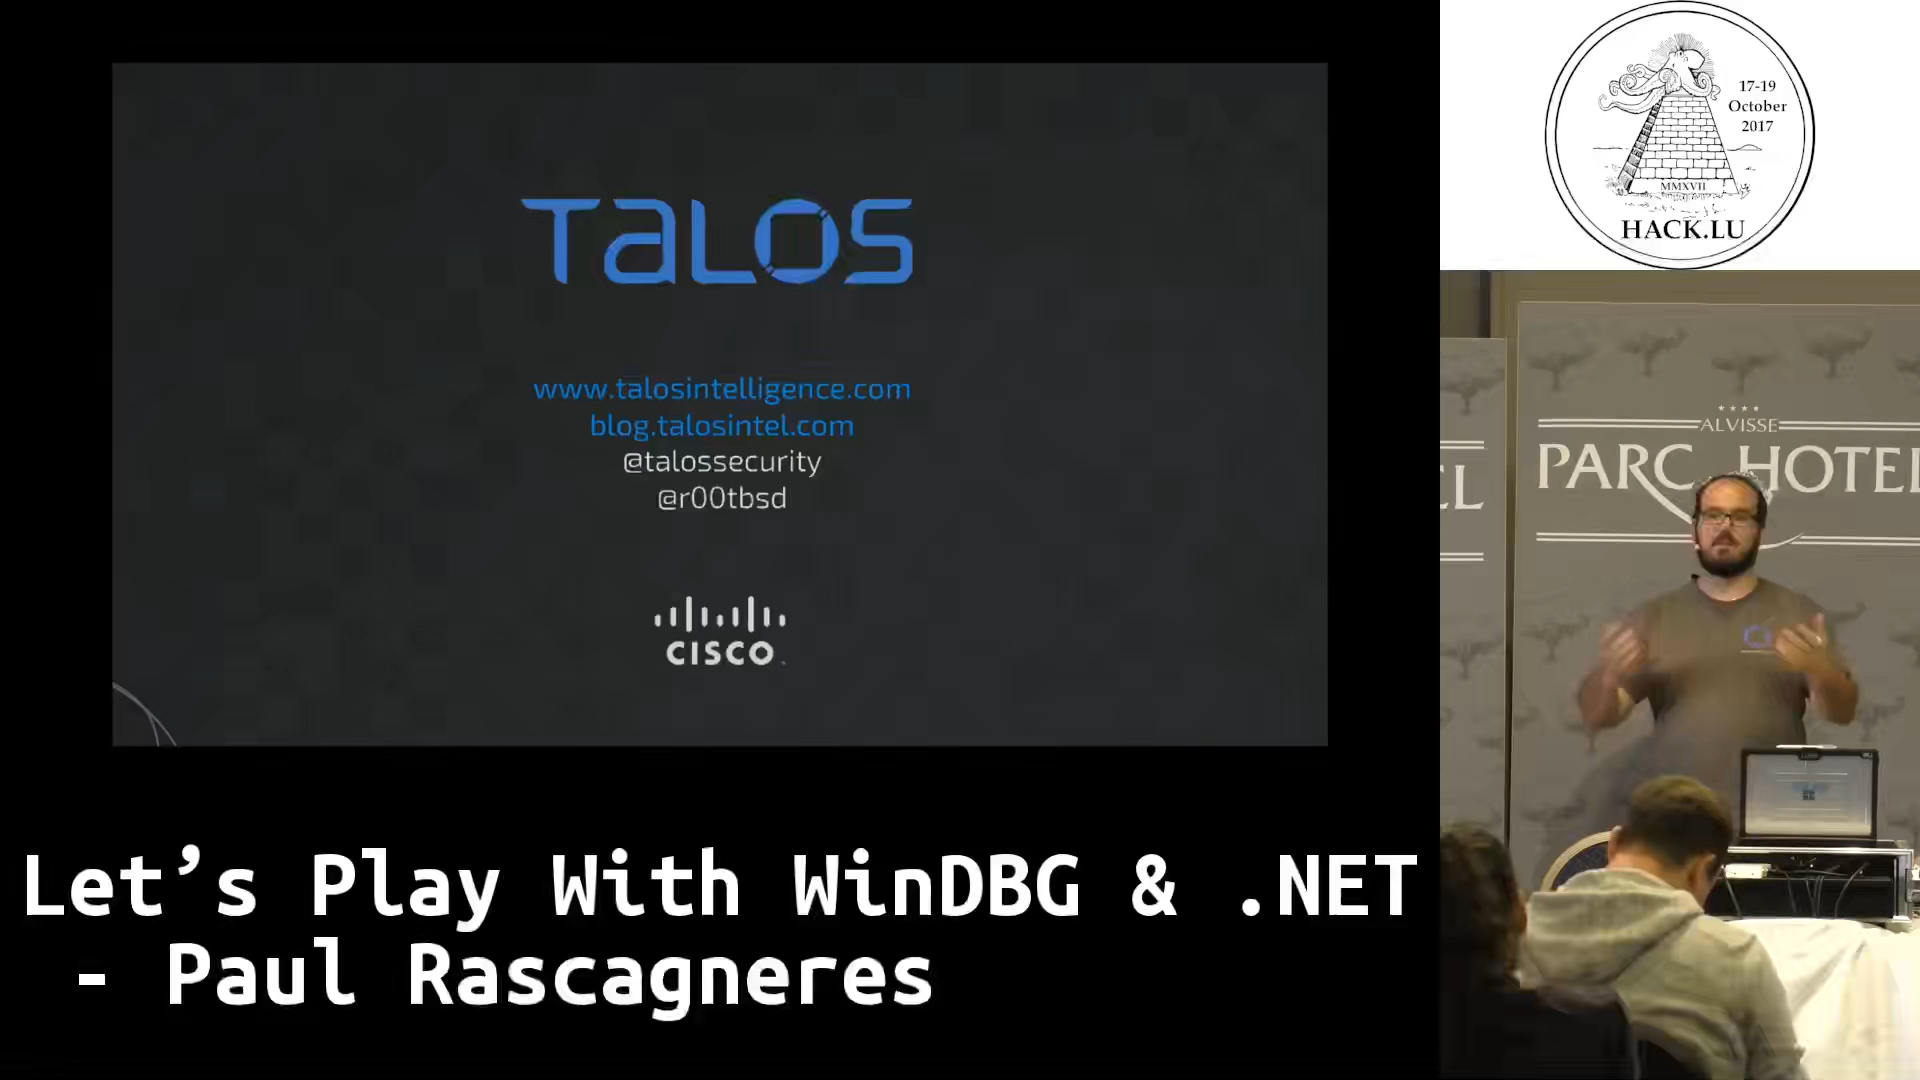 TALOS
www.talosintelligence.com
blog.talosintel.com
@talossecurity
@r00tbsd
CISCO
Let's Play With WinDBG & .NET
- Paul Rascagneres
17-19
October
2017
MMXVII
HACK.LU
ALVISSE
PARC HOTEL
EL